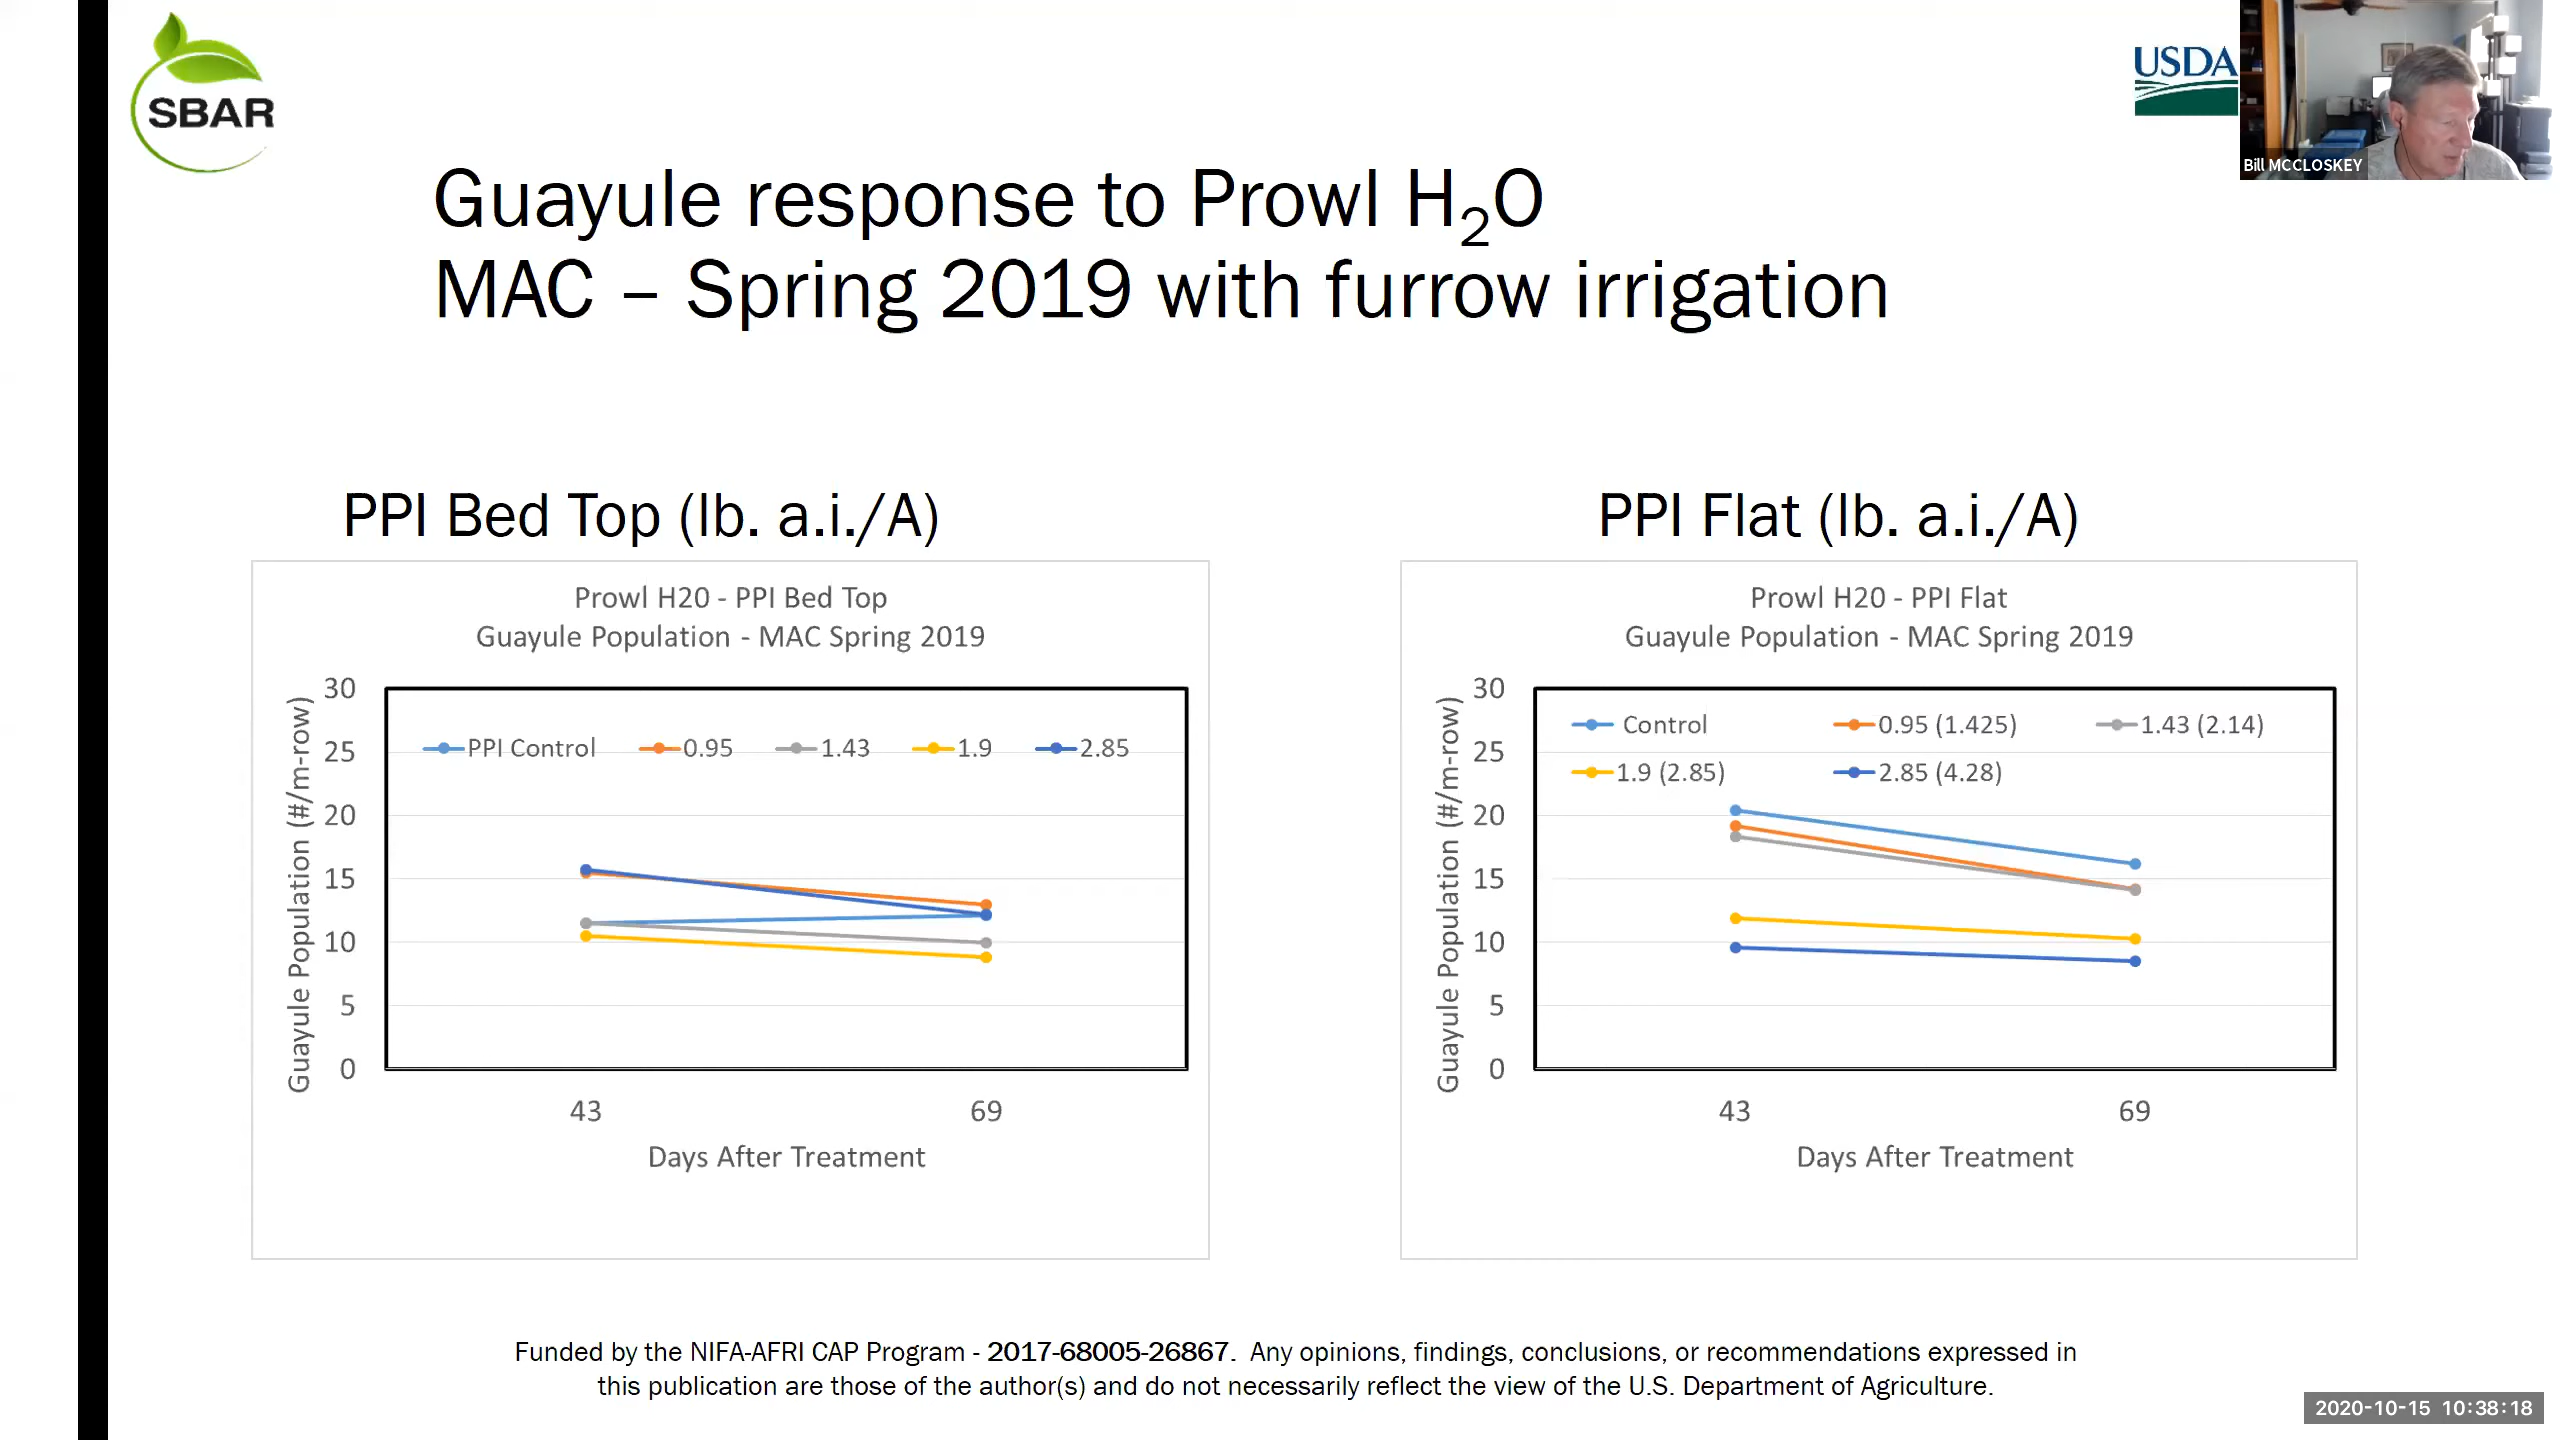 SBAR
USDA
Bill MCCLOSKEY
Guayule response to Prowl H₂O
MAC – Spring 2019 with furrow irrigation
PPI Bed Top (lb. a.i./A)
Prowl H20 - PPI Bed Top
Guayule Population - MAC Spring 2019
Guayule Population (#/m-row)
30
25
20
15
10
5
0
PPI Control 0.95 1.43 1.9 2.85
43 69
Days After Treatment
PPI Flat (lb. a.i./A)
Prowl H20 - PPI Flat
Guayule Population - MAC Spring 2019
Guayule Population (#/m-row)
30
25
20
15
10
5
0
Control 0.95 (1.425) 1.43 (2.14)
1.9 (2.85) 2.85 (4.28)
43 69
Days After Treatment
Funded by the NIFA-AFRI CAP Program - 2017-68005-26867. Any opinions, findings, conclusions, or recommendations expressed in
this publication are those of the author(s) and do not necessarily reflect the view of the U.S. Department of Agriculture.
2020-10-15 10:38:18